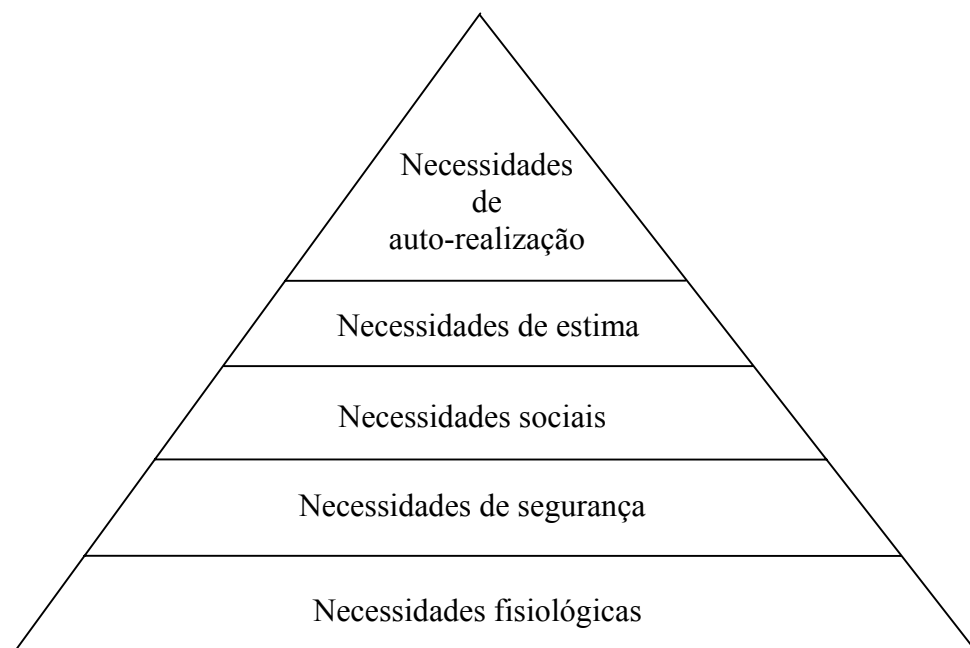 Necessidades
de
auto-realização
Necessidades de estima
Necessidades sociais
Necessidades de segurança
Necessidades fisiológicas